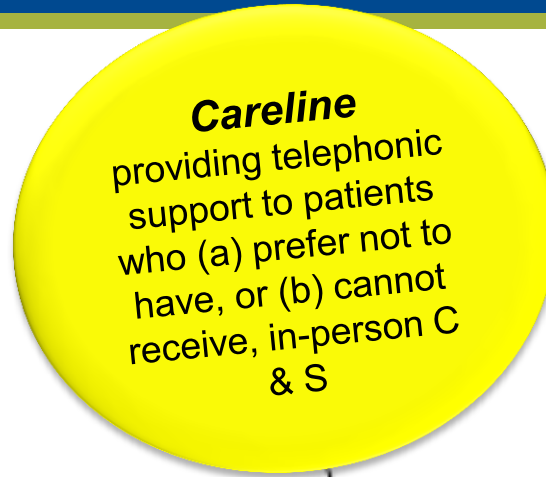 Careline
providing telephonic
support to patients
who (a) prefer not to
have, or (b) cannot
receive, in-person C
& S